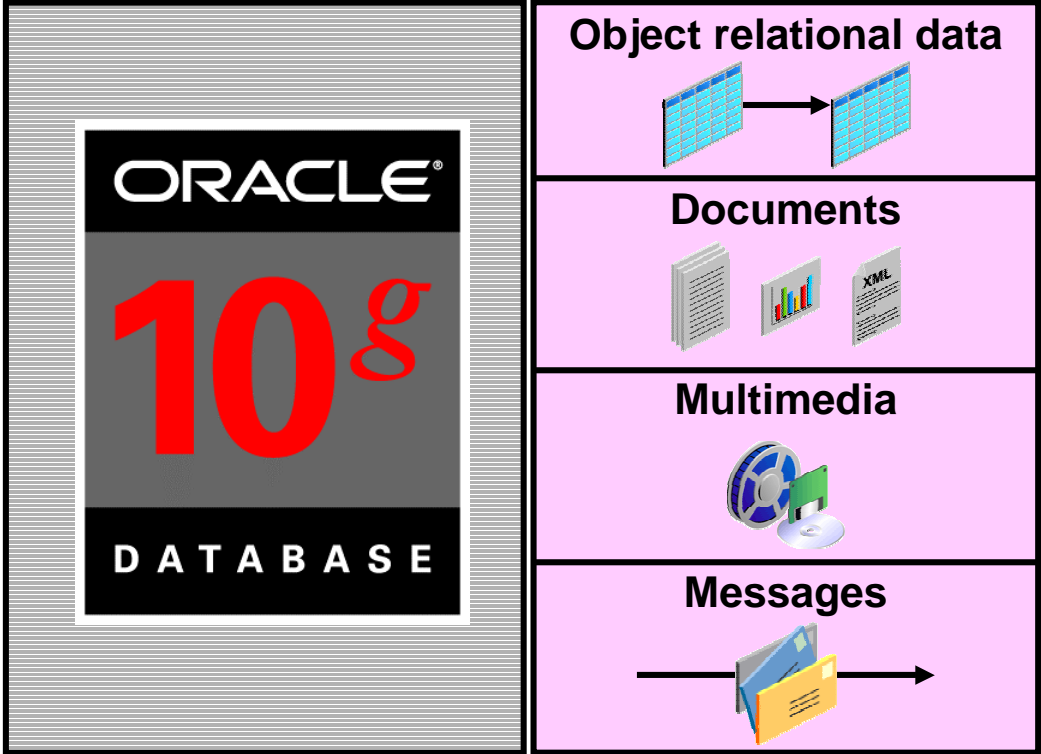 ORACLE®
10g
DATABASE
Object relational data
Documents
XML
Multimedia
Messages